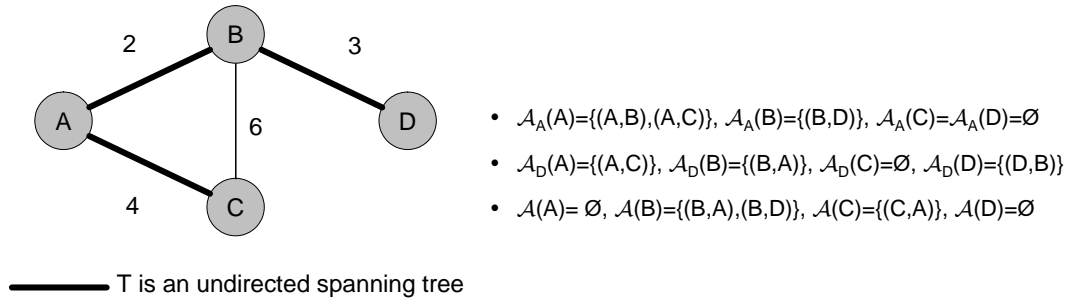 B
2
3
A
D
6
4
C
• 𝒜A(A)={(A,B),(A,C)}, 𝒜A(B)={(B,D)}, 𝒜A(C)=𝒜A(D)=Ø
• 𝒜D(A)={(A,C)}, 𝒜D(B)={(B,A)}, 𝒜D(C)=Ø, 𝒜D(D)={(D,B)}
• 𝒜(A)= Ø, 𝒜(B)={(B,A),(B,D)}, 𝒜(C)={(C,A)}, 𝒜(D)=Ø
T is an undirected spanning tree